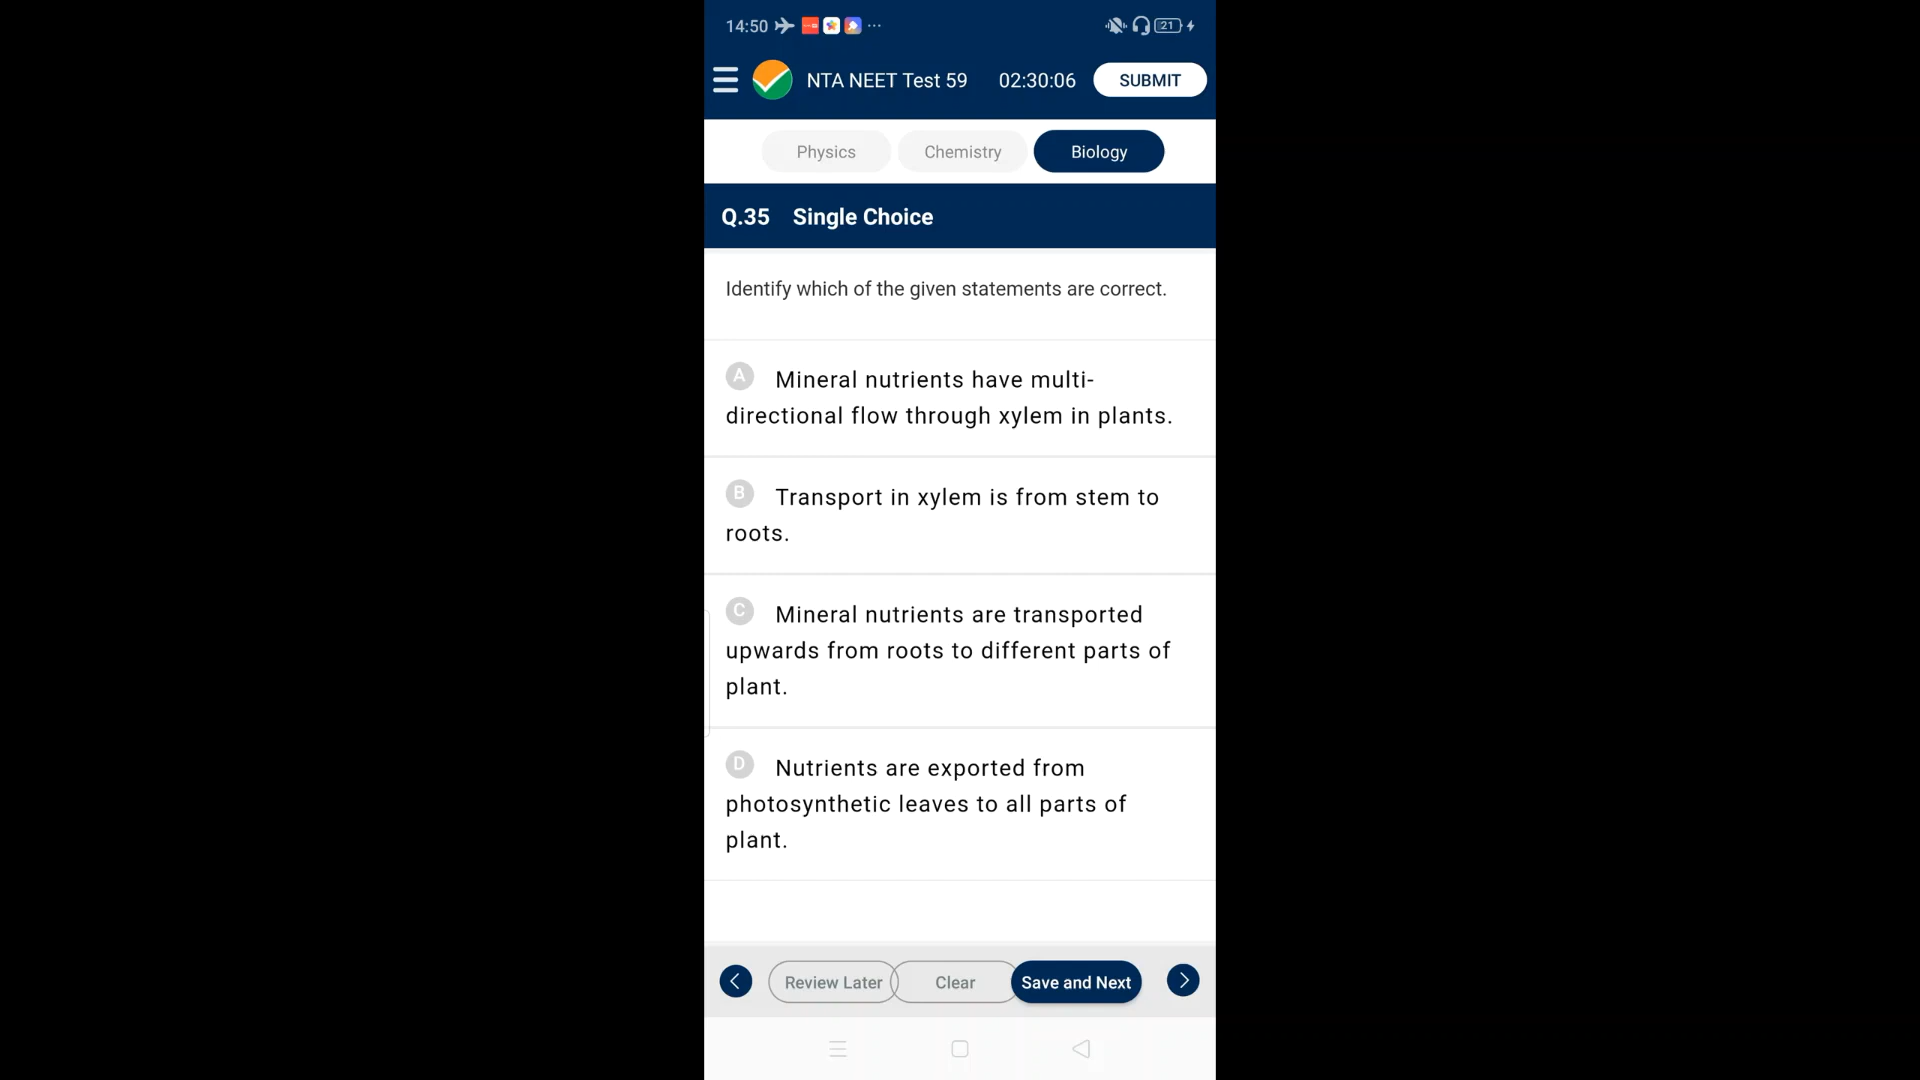 14:50 21
NTA NEET Test 59 02:30:06 SUBMIT
Physics Chemistry Biology
Q.35 Single Choice
Identify which of the given statements are correct.
A Mineral nutrients have multi-
directional flow through xylem in plants.
B Transport in xylem is from stem to
roots.
C Mineral nutrients are transported
upwards from roots to different parts of
plant.
D Nutrients are exported from
photosynthetic leaves to all parts of
plant.
Review Later Clear Save and Next